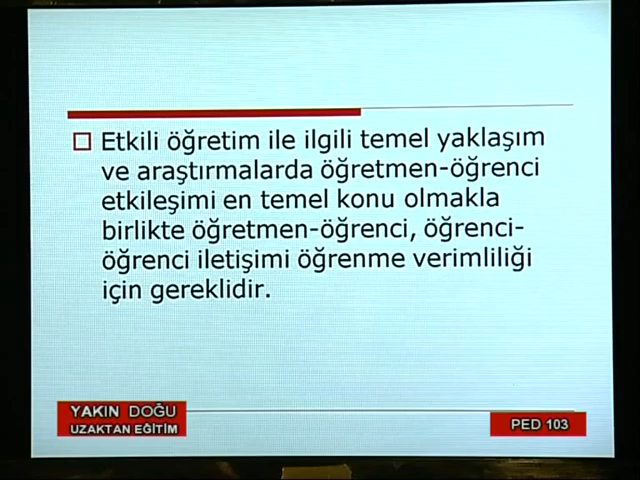 Etkili öğretim ile ilgili temel yaklaşım
ve araştırmalarda öğretmen-öğrenci
etkileşimi en temel konu olmakla
birlikte öğretmen-öğrenci, öğrenci-
öğrenci iletişimi öğrenme verimliliği
için gereklidir.
YAKIN DOĞU
UZAKTAN EĞİTİM
PED 103